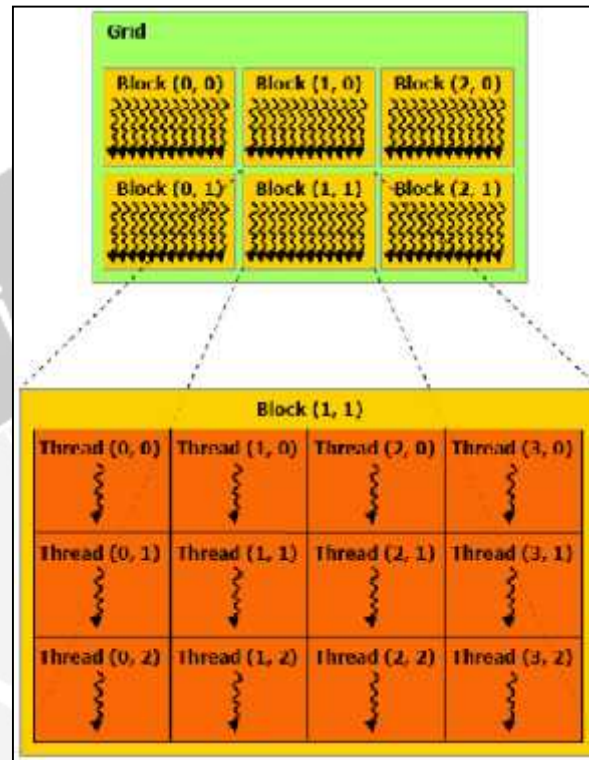 Grid
Block (0, 0) Block (1, 0) Block (2, 0)
Block (0, 1) Block (1, 1) Block (2, 1)
Block (1, 1)
Thread (0, 0) Thread (1, 0) Thread (2, 0) Thread (3, 0)
Thread (0, 1) Thread (1, 1) Thread (2, 1) Thread (3, 1)
Thread (0, 2) Thread (1, 2) Thread (2, 2) Thread (3, 2)